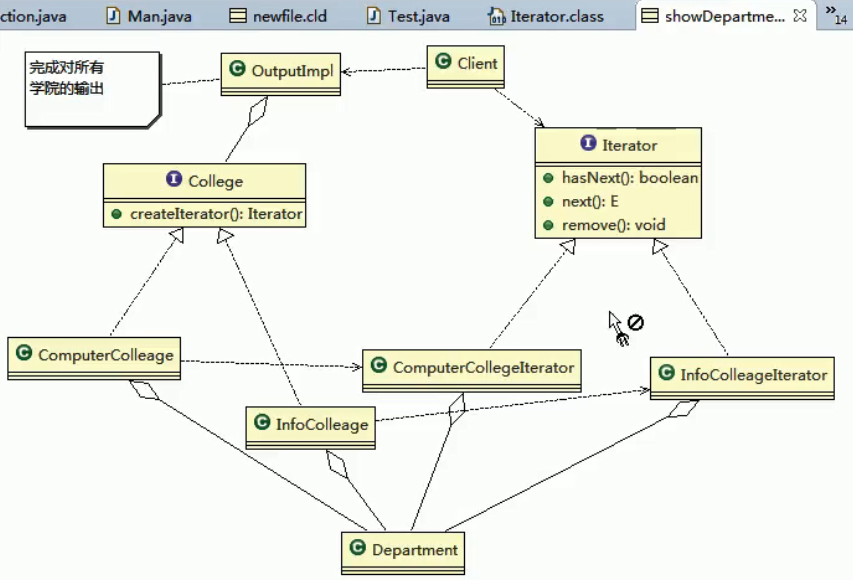 ction.java
Man.java
newfile.cld
Test.java
Iterator.class
showDepartme...
14
完成对所有
学院的输出
OutputImpl
Client
Iterator
hasNext(): boolean
next(): E
remove(): void
College
createIterator(): Iterator
ComputerColleage
ComputerCollegeIterator
InfoColleageIterator
InfoColleage
Department